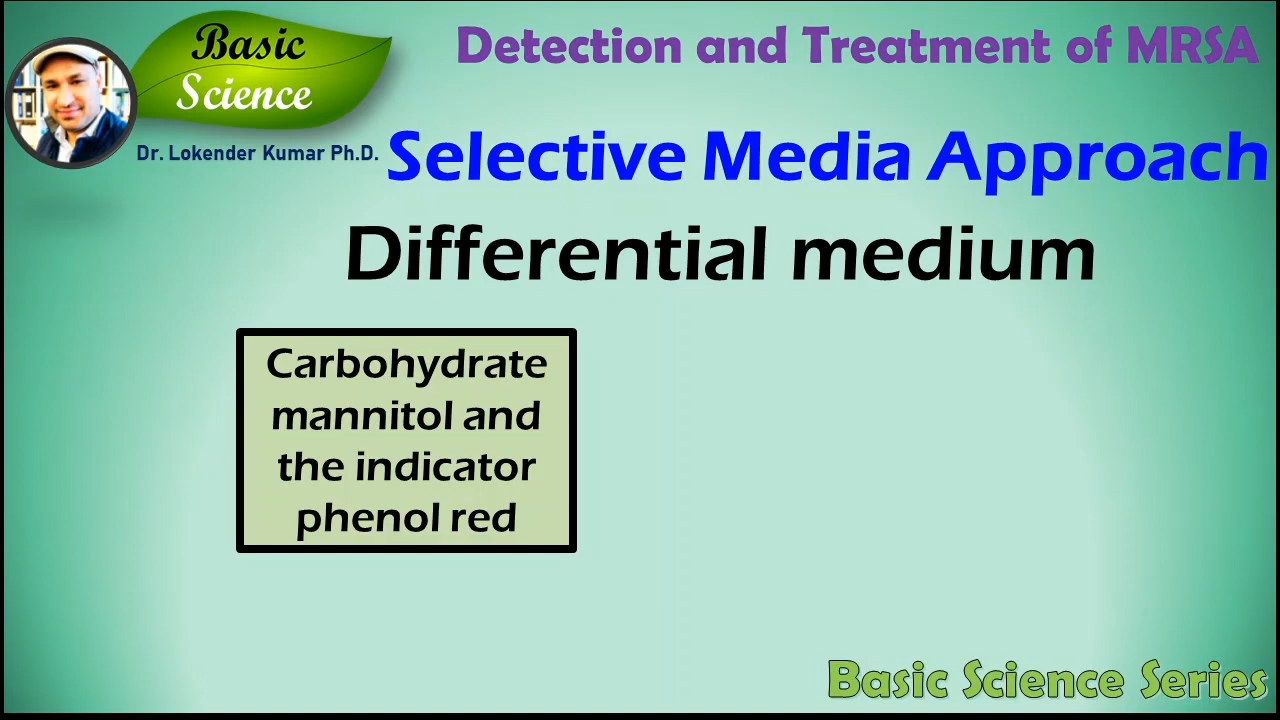 Basic
Science
Dr. Lokender Kumar Ph.D.
Detection and Treatment of MRSA
Selective Media Approach
Differential medium
Carbohydrate
mannitol and
the indicator
phenol red
Basic Science Series